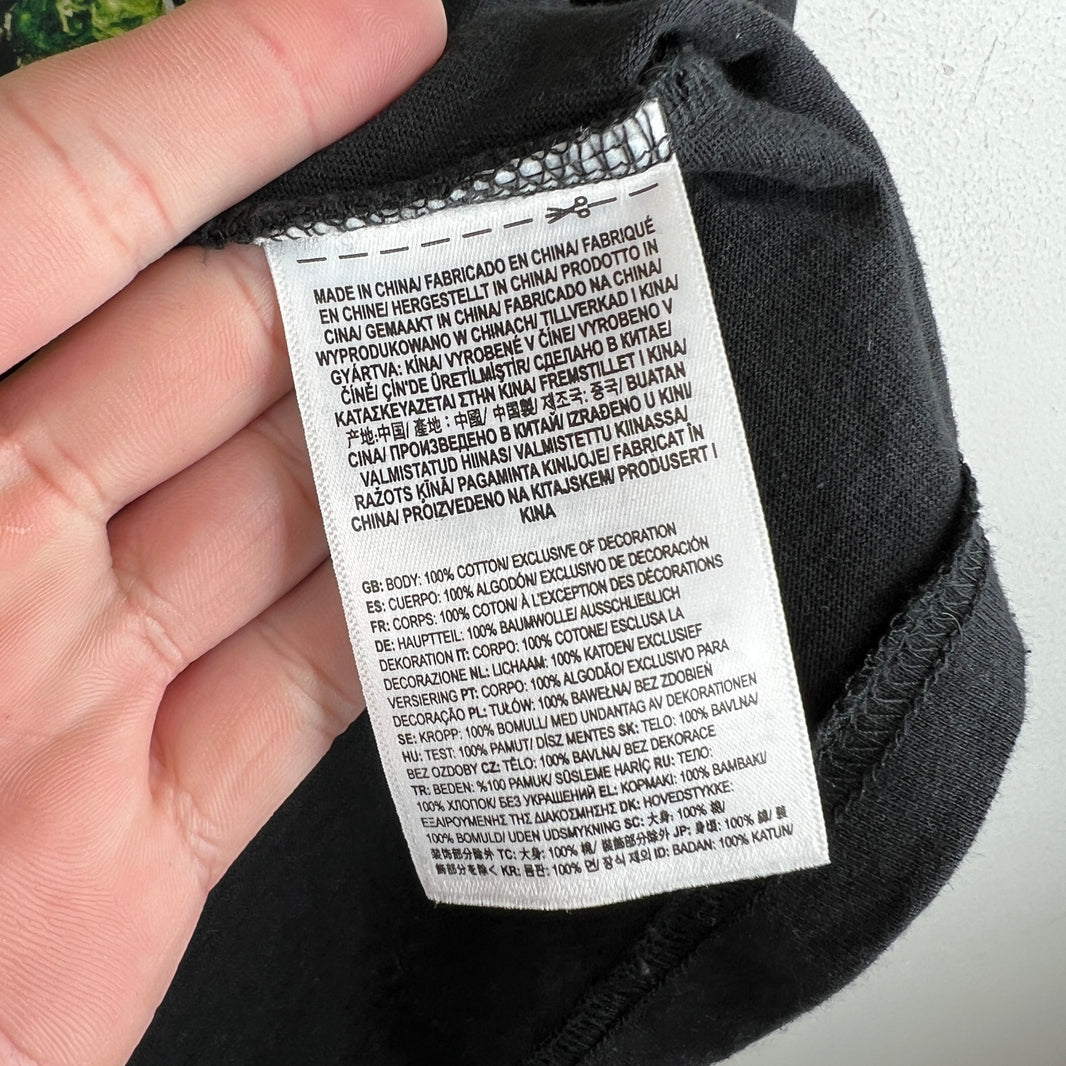 MADE IN CHINA/ FABRICADO EN CHINA/ FABRIQUÉ
EN CHINE/ HERGESTELLT IN CHINA/ PRODOTTO IN
CINA/ GEMAAKT IN CHINA/ FABRICADO NA CHINA/
WYPRODUKOWANO W CHINACH/ TILLVERKAD I KINA/
GYÁRTVA: KÍNA/ VYROBENÉ V ČÍNE/ VYROBENO V
ČÍNĚ/ ÇİN'DE ÜRETİLMİŞTİR/ СДЕЛАНО В КИТАЕ/
ΚΑΤΑΣΚΕΥΑΖΕΤΑΙ ΣΤΗΝ ΚΙΝΑ/ FREMSTILLET I KINA/
产地:中国/ 產地：中國/ 中国製/ 제조국: 중국/ BUATAN
CINA/ ПРОИЗВЕДЕНО В КИТАЙ/ IZRAĐENO U KINI/
VALMISTATUD HIINAS/ VALMISTETTU KIINASSA/
RAŽOTS ĶĪNĀ/ PAGAMINTA KINIJOJE/ FABRICAT ÎN
CHINA/ PROIZVEDENO NA KITAJSKEM/ PRODUSERT I
KINA
GB: BODY: 100% COTTON/ EXCLUSIVE OF DECORATION
ES: CUERPO: 100% ALGODÓN/ EXCLUSIVO DE DECORACIÓN
FR: CORPS: 100% COTON/ À L'EXCEPTION DES DÉCORATIONS
DE: HAUPTTEIL: 100% BAUMWOLLE/ AUSSCHLIEßLICH
DEKORATION IT: CORPO: 100% COTONE/ ESCLUSA LA
DECORAZIONE NL: LICHAAM: 100% KATOEN/ EXCLUSIEF
VERSIERING PT: CORPO: 100% ALGODÃO/ EXCLUSIVO PARA
DECORAÇÃO PL: TUŁÓW: 100% BAWEŁNA/ BEZ ZDOBIEŃ
SE: KROPP: 100% BOMULL/ MED UNDANTAG AV DEKORATIONEN
NU: TEST: 100% PAMUT/ DÍSZ MENTES SK: TELO: 100% BAVLNA/
BEZ OZDOBY CZ: TĚLO: 100% BAVLNA/ BEZ DEKORACE
TR: BEDEN: %100 PAMUK/ SÜSLEME HARİÇ RU: ТЕЛО:
100% ХЛОПОК/ БЕЗ УКРАШЕНИЙ EL: ΚΟΡΜΑΚΙ: 100% ΒΑΜΒΑΚΙ/
ΕΞΑΙΡΟΥΜΕΝΗΣ ΤΗΣ ΔΙΑΚΟΣΜΗΣΗΣ DK: HOVEDSTYKKE:
100% BOMULD/ UDEN UDSMYKNING SC: 大身: 100% 棉/
装饰部分除外 TC: 大身: 100% 棉/ 裝飾部分除外 JP: 身頃: 100% 綿/ 装
飾部分を除く KR: 몸판: 100% 면/ 장식 제외 ID: BADAN: 100% KATUN/